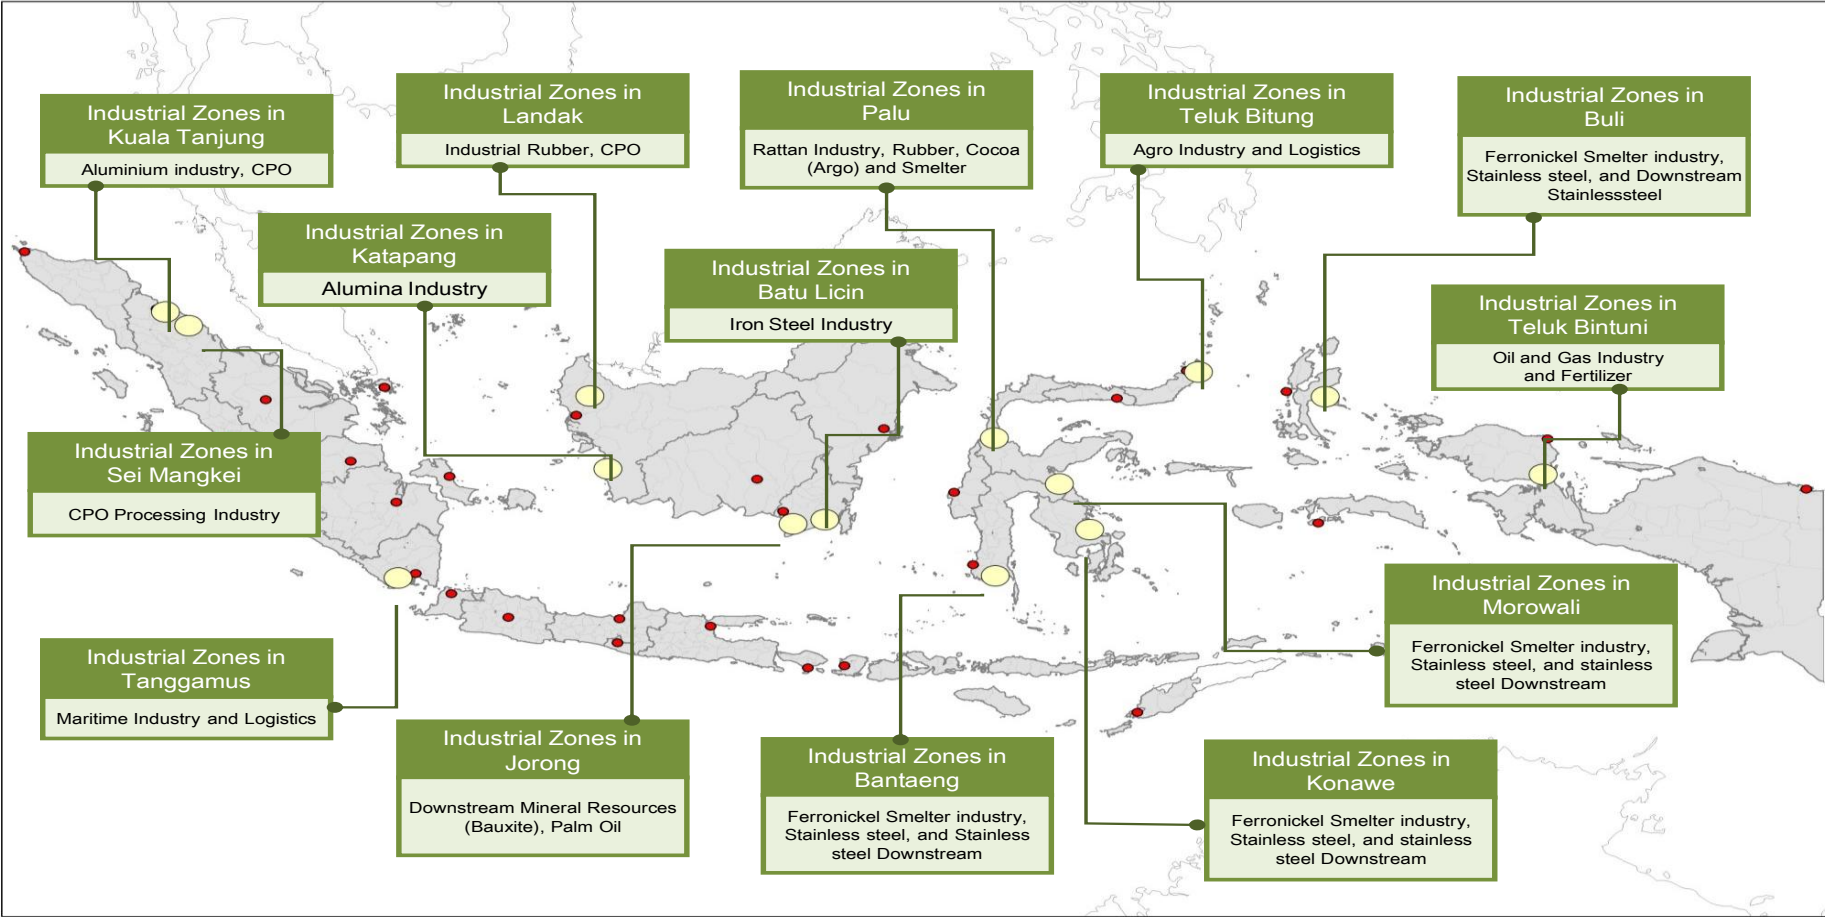 Industrial Zones in
Kuala Tanjung
Aluminium industry, CPO
Industrial Zones in
Landak
Industrial Rubber, CPO
Industrial Zones in
Palu
Rattan Industry, Rubber, Cocoa
(Argo) and Smelter
Industrial Zones in
Teluk Bitung
Agro Industry and Logistics
Industrial Zones in
Buli
Ferronickel Smelter industry,
Stainless steel, and Downstream
Stainlesssteel
Industrial Zones in
Katapang
Alumina Industry
Industrial Zones in
Batu Licin
Iron Steel Industry
Industrial Zones in
Teluk Bintuni
Oil and Gas Industry
and Fertilizer
Industrial Zones in
Sei Mangkei
CPO Processing Industry
Industrial Zones in
Morowali
Ferronickel Smelter industry,
Stainless steel, and stainless
steel Downstream
Industrial Zones in
Tanggamus
Maritime Industry and Logistics
Industrial Zones in
Jorong
Downstream Mineral Resources
(Bauxite), Palm Oil
Industrial Zones in
Bantaeng
Ferronickel Smelter industry,
Stainless steel, and Stainless
steel Downstream
Industrial Zones in
Konawe
Ferronickel Smelter industry,
Stainless steel, and stainless
steel Downstream